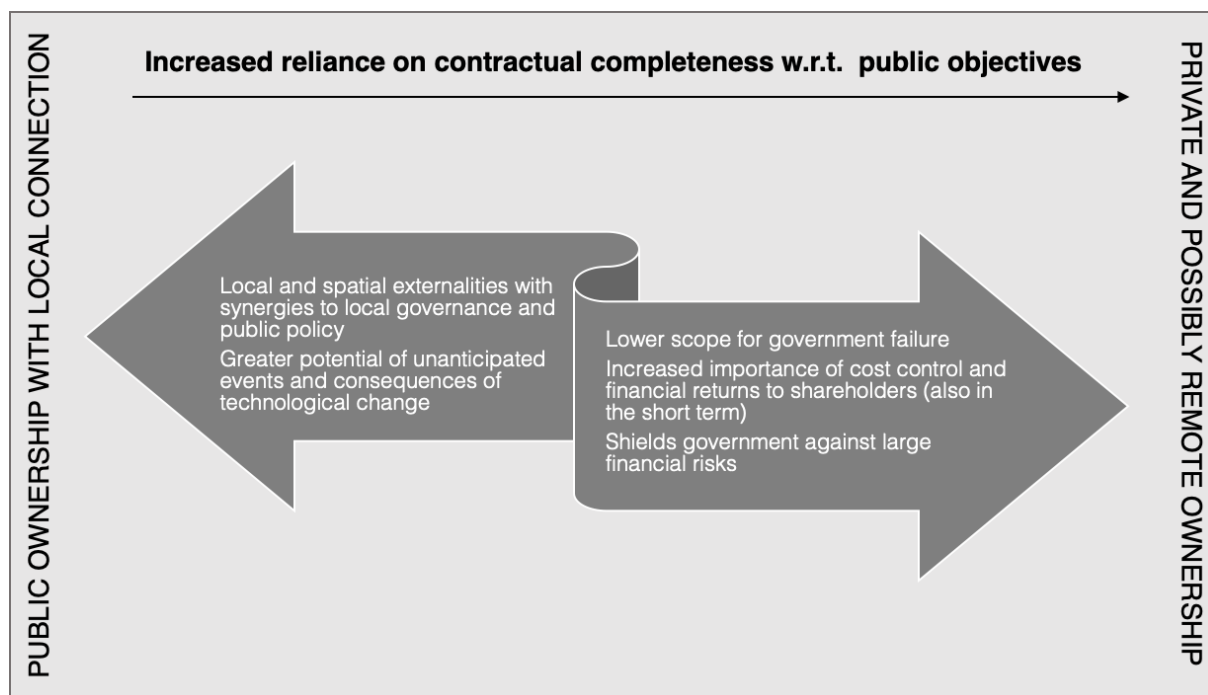 Increased reliance on contractual completeness w.r.t. public objectives
PUBLIC OWNERSHIP WITH LOCAL CONNECTION
Local and spatial externalities with
synergies to local governance and
public policy
Greater potential of unanticipated
events and consequences of
technological change
Lower scope for government failure
Increased importance of cost control and
financial returns to shareholders (also in
the short term)
Shields government against large
financial risks
PRIVATE AND POSSIBLY REMOTE OWNERSHIP